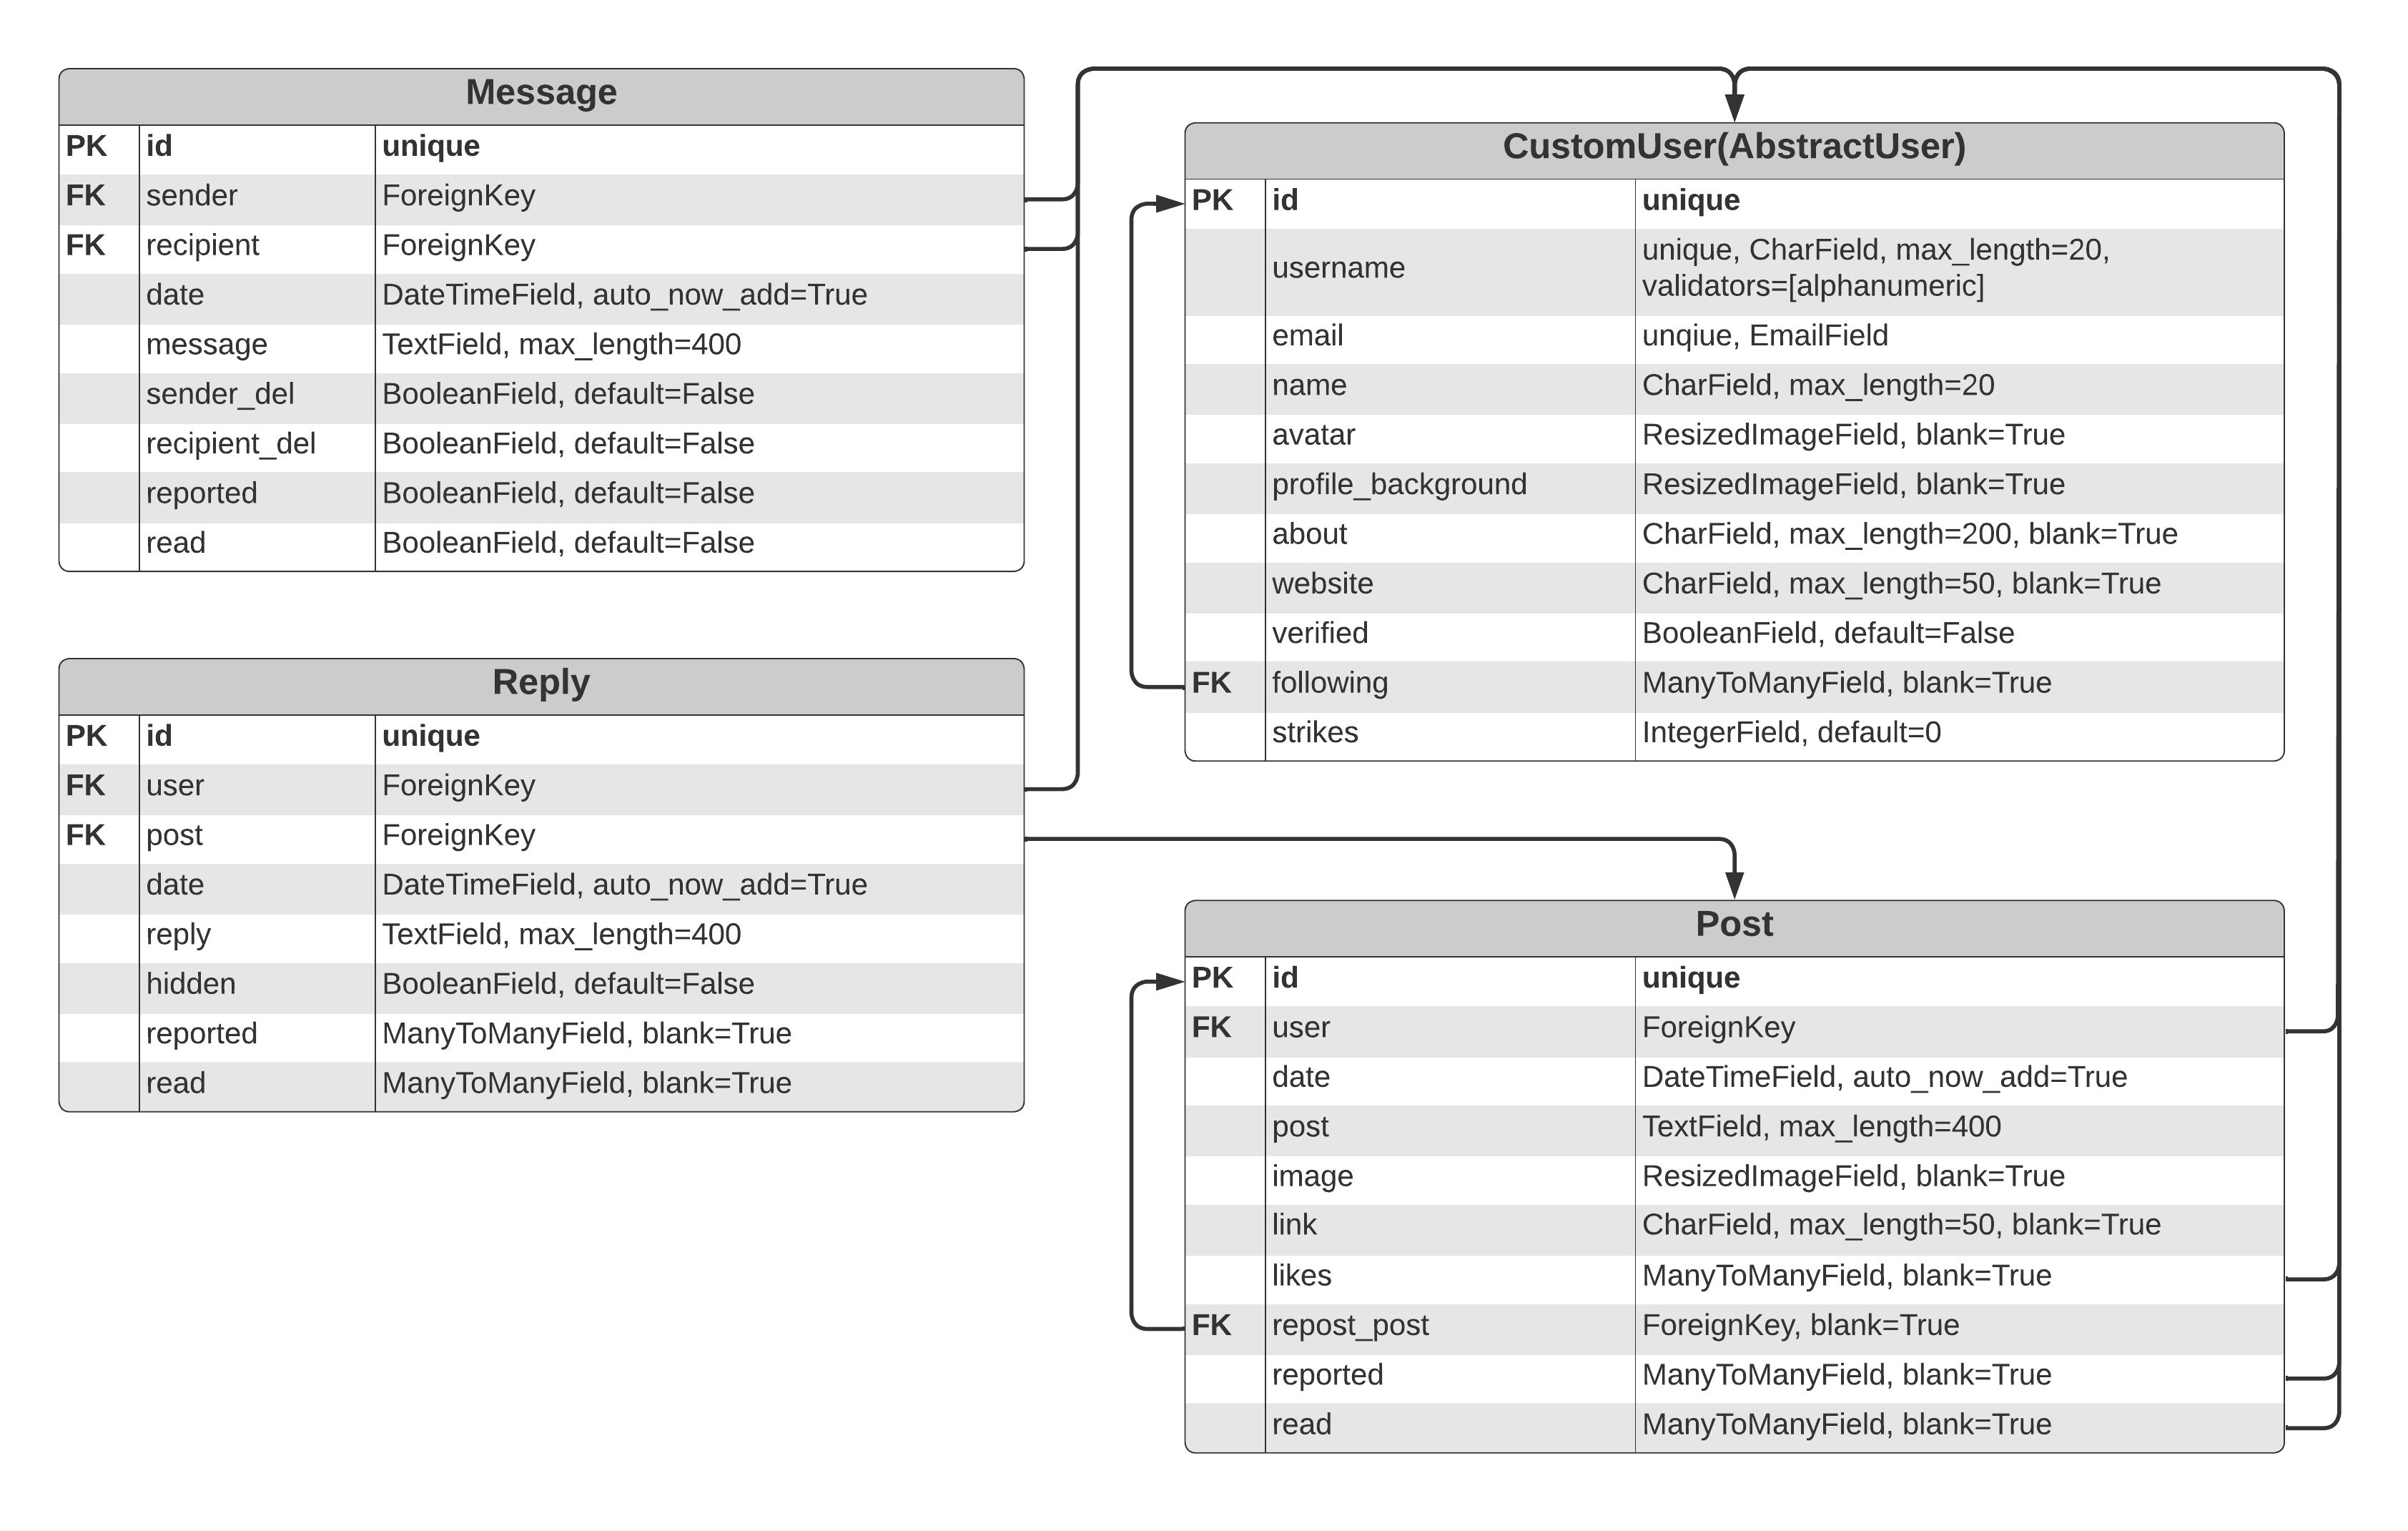 Message
PK id unique
FK sender ForeignKey
FK recipient ForeignKey
date DateTimeField, auto_now_add=True
message TextField, max_length=400
sender_del BooleanField, default=False
recipient_del BooleanField, default=False
reported BooleanField, default=False
read BooleanField, default=False
CustomUser(AbstractUser)
PK id unique
username unique, CharField, max_length=20,
validators=[alphanumeric]
email unqiue, EmailField
name CharField, max_length=20
avatar ResizedImageField, blank=True
profile_background ResizedImageField, blank=True
about CharField, max_length=200, blank=True
website CharField, max_length=50, blank=True
verified BooleanField, default=False
FK following ManyToManyField, blank=True
strikes IntegerField, default=0
Reply
PK id unique
FK user ForeignKey
FK post ForeignKey
date DateTimeField, auto_now_add=True
reply TextField, max_length=400
hidden BooleanField, default=False
reported ManyToManyField, blank=True
read ManyToManyField, blank=True
Post
PK id unique
FK user ForeignKey
date DateTimeField, auto_now_add=True
post TextField, max_length=400
image ResizedImageField, blank=True
link CharField, max_length=50, blank=True
likes ManyToManyField, blank=True
FK repost_post ForeignKey, blank=True
reported ManyToManyField, blank=True
read ManyToManyField, blank=True